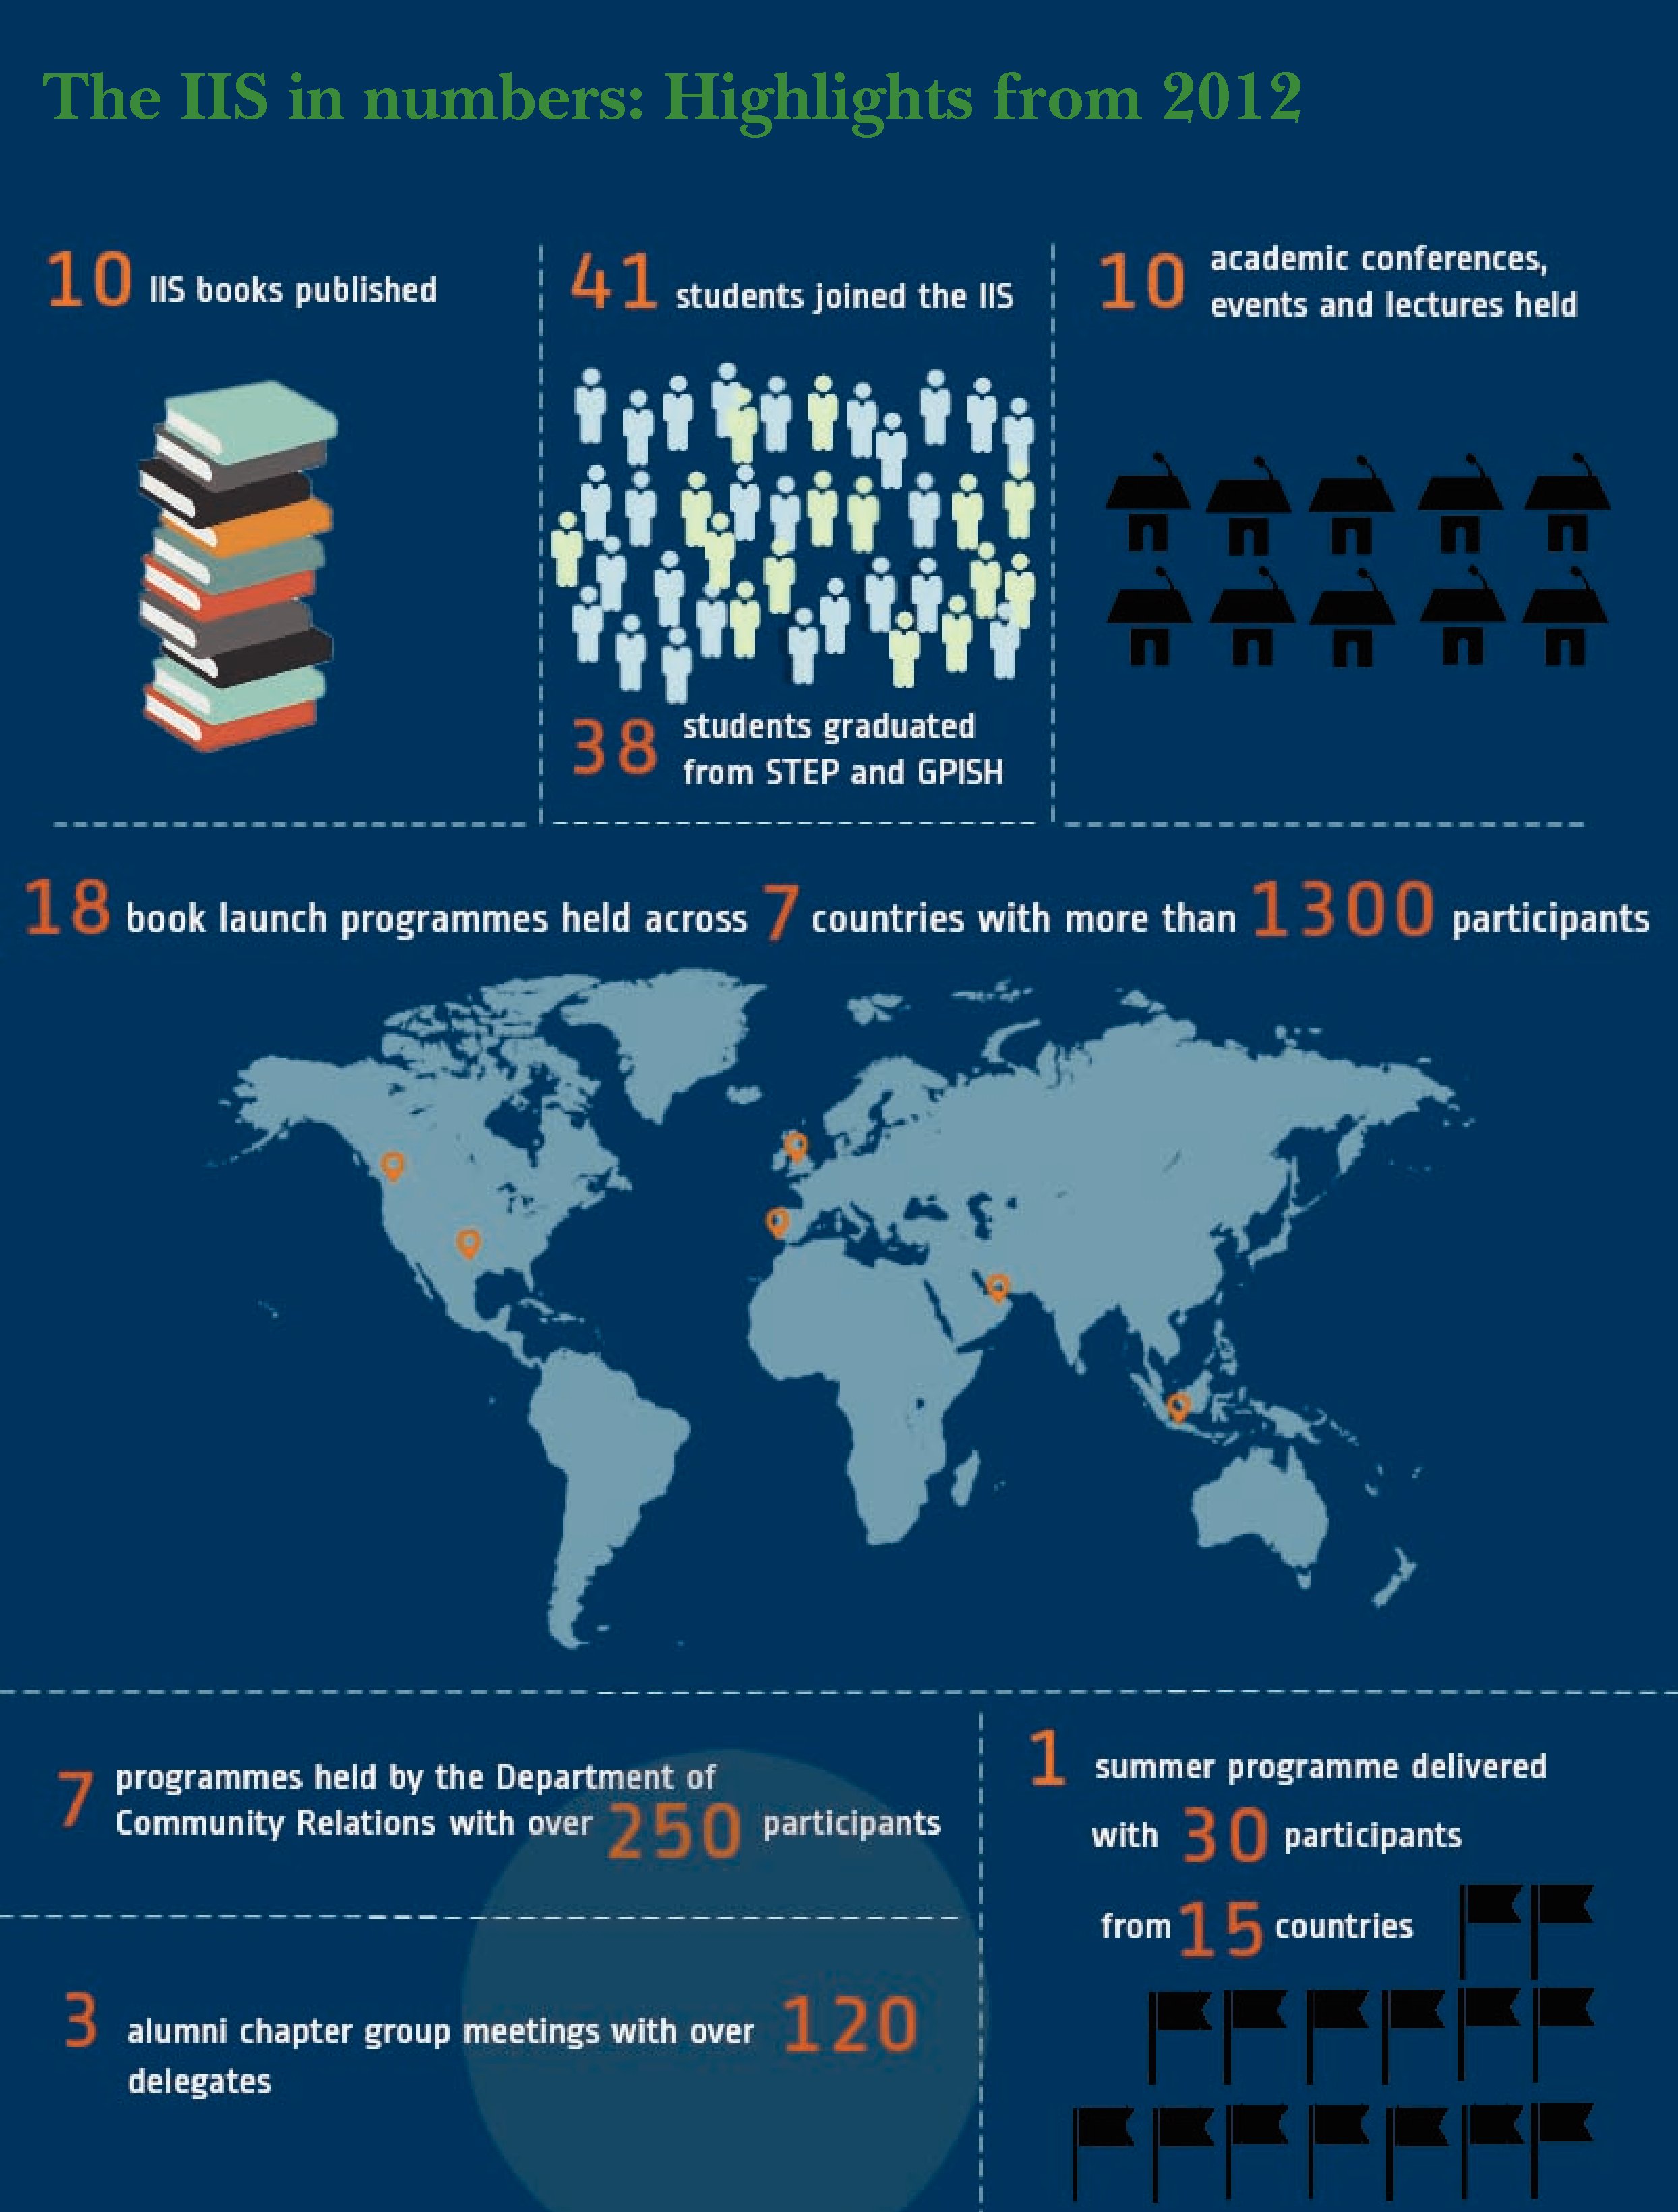 The IIS in numbers: Highlights from 2012
10 IIS books published
41 students joined the IIS
38 students graduated
from STEP and GPISH
10 academic conferences,
events and lectures held
18 book launch programmes held across 7 countries with more than 1300 participants
7 programmes held by the Department of
Community Relations with over 250 participants
3 alumni chapter group meetings with over 120
delegates
1 summer programme delivered
with 30 participants
from 15 countries